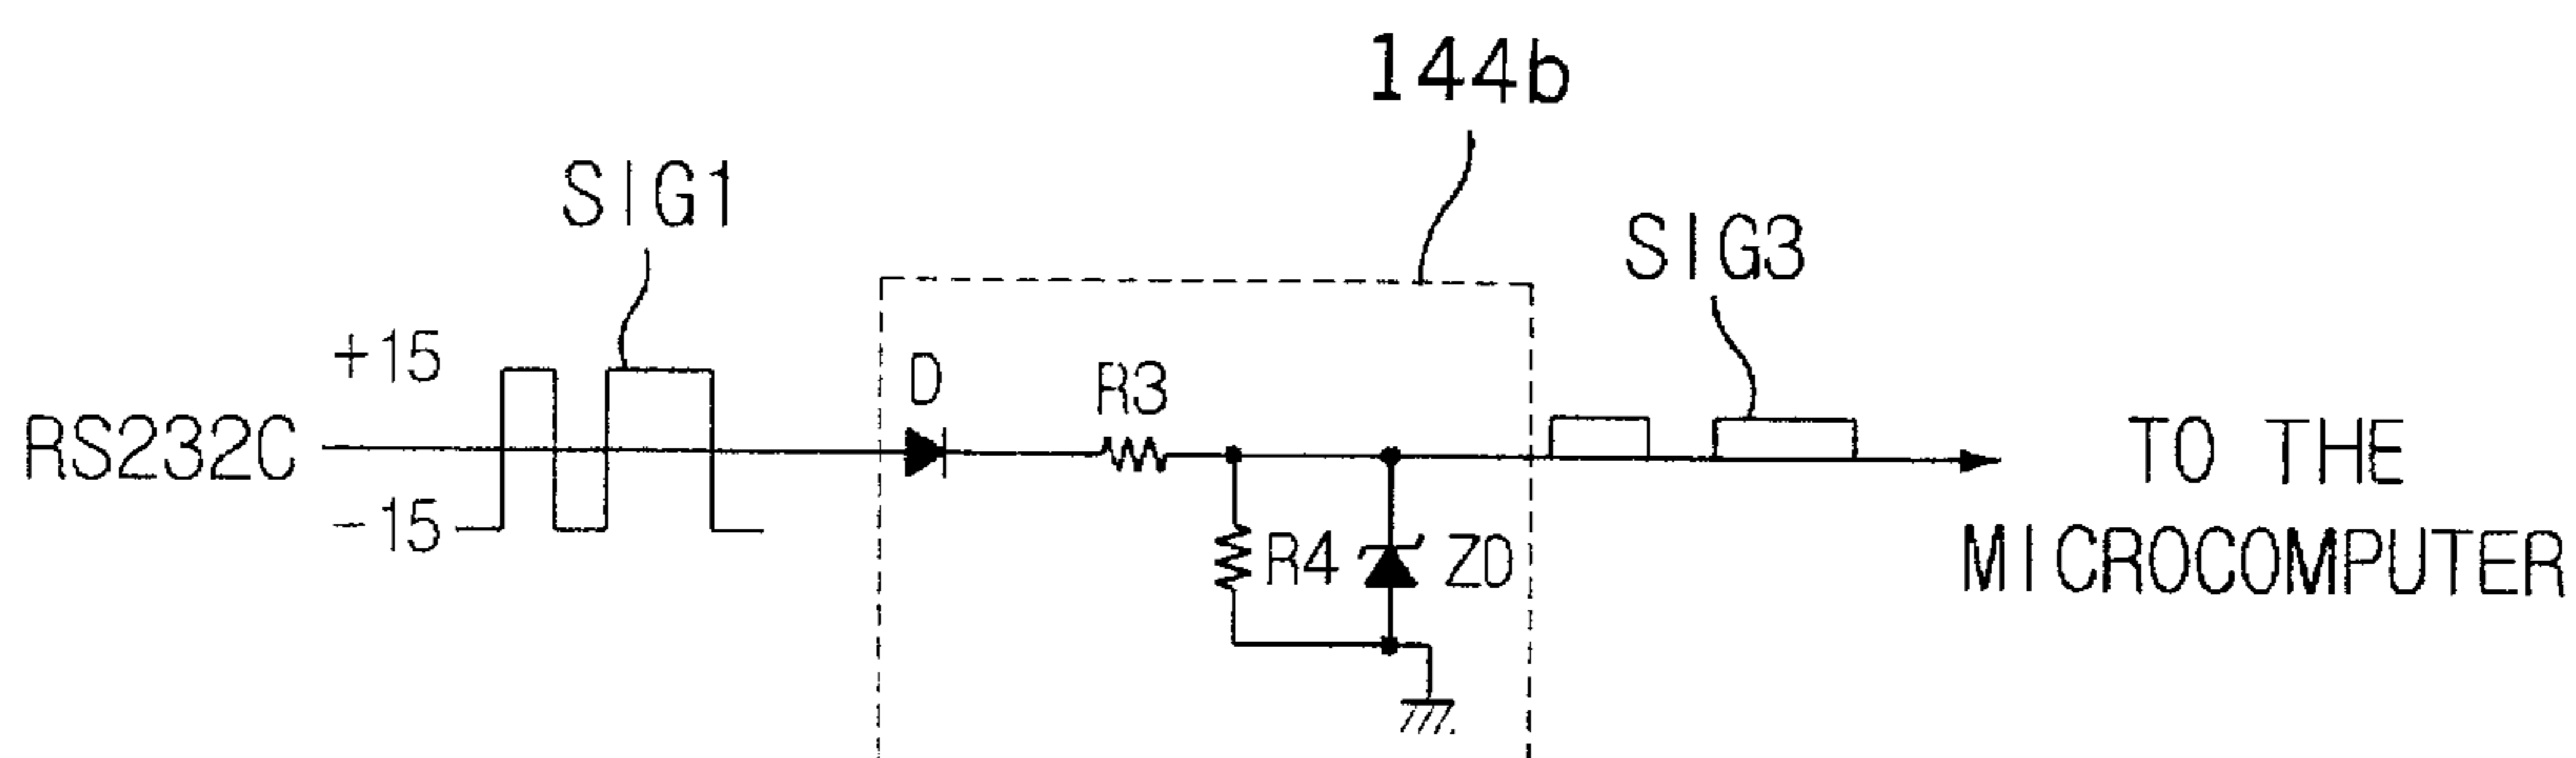 144b
SIG1
SIG3
+15
D
R3
RS232C
-15
R4
ZD
TO THE
MICROCOMPUTER